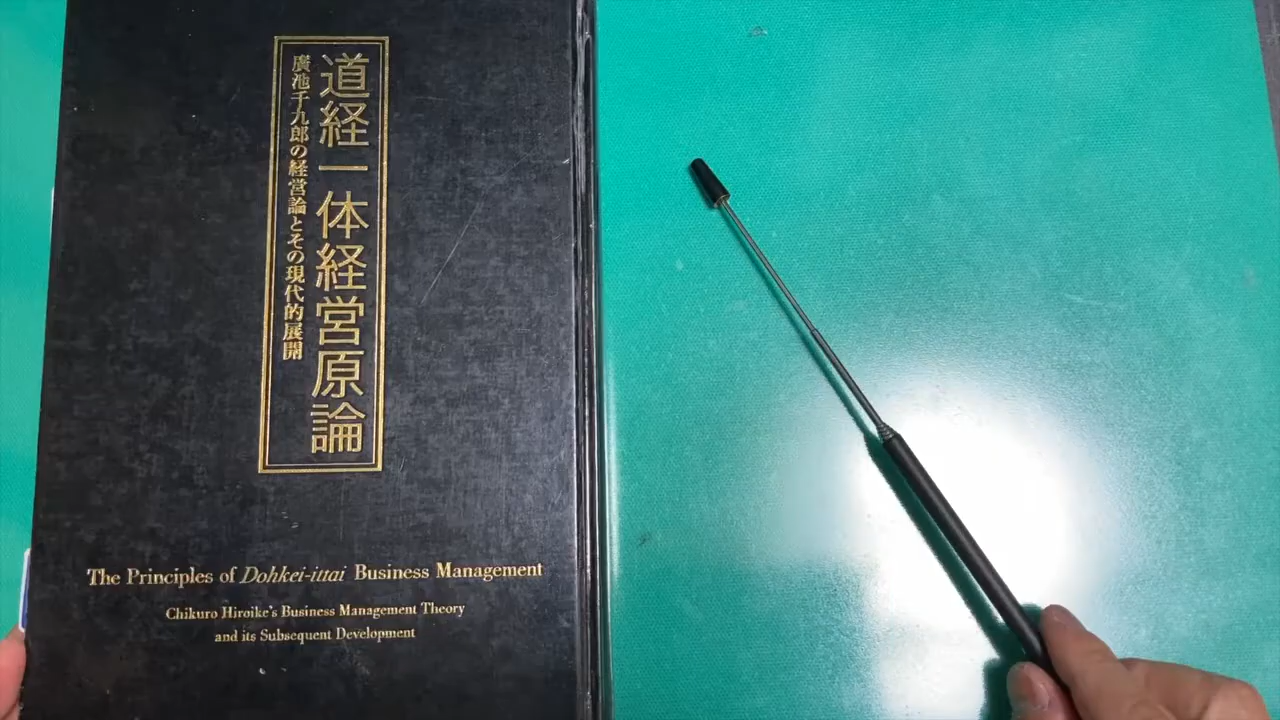 道経一体経営原論
廣池千九郎の経営論とその現代的展開
The Principles of Dohkei-ittai Business Management
Chikuro Hiroike's Business Management Theory
and its Subsequent Development